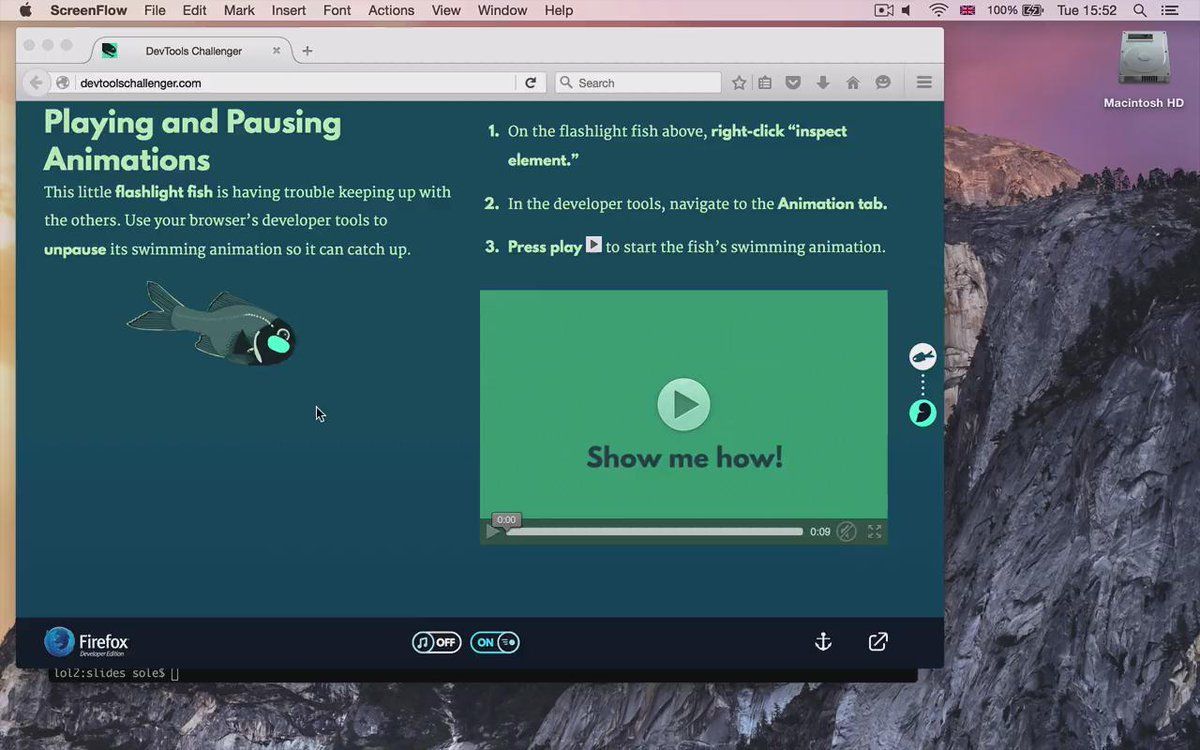 ScreenFlow File Edit Mark Insert Font Actions View Window Help 100% Tue 15:52
Macintosh HD
DevTools Challenger
devtoolschallenger.com
Search
Playing and Pausing
Animations
This little flashlight fish is having trouble keeping up with
the others. Use your browser’s developer tools to
unpause its swimming animation so it can catch up.
1. On the flashlight fish above, right-click “inspect
element.”
2. In the developer tools, navigate to the Animation tab.
3. Press play to start the fish’s swimming animation.
Show me how!
0:00
0:09
Firefox
Developer Edition
OFF
ON
lol2:slides sole$